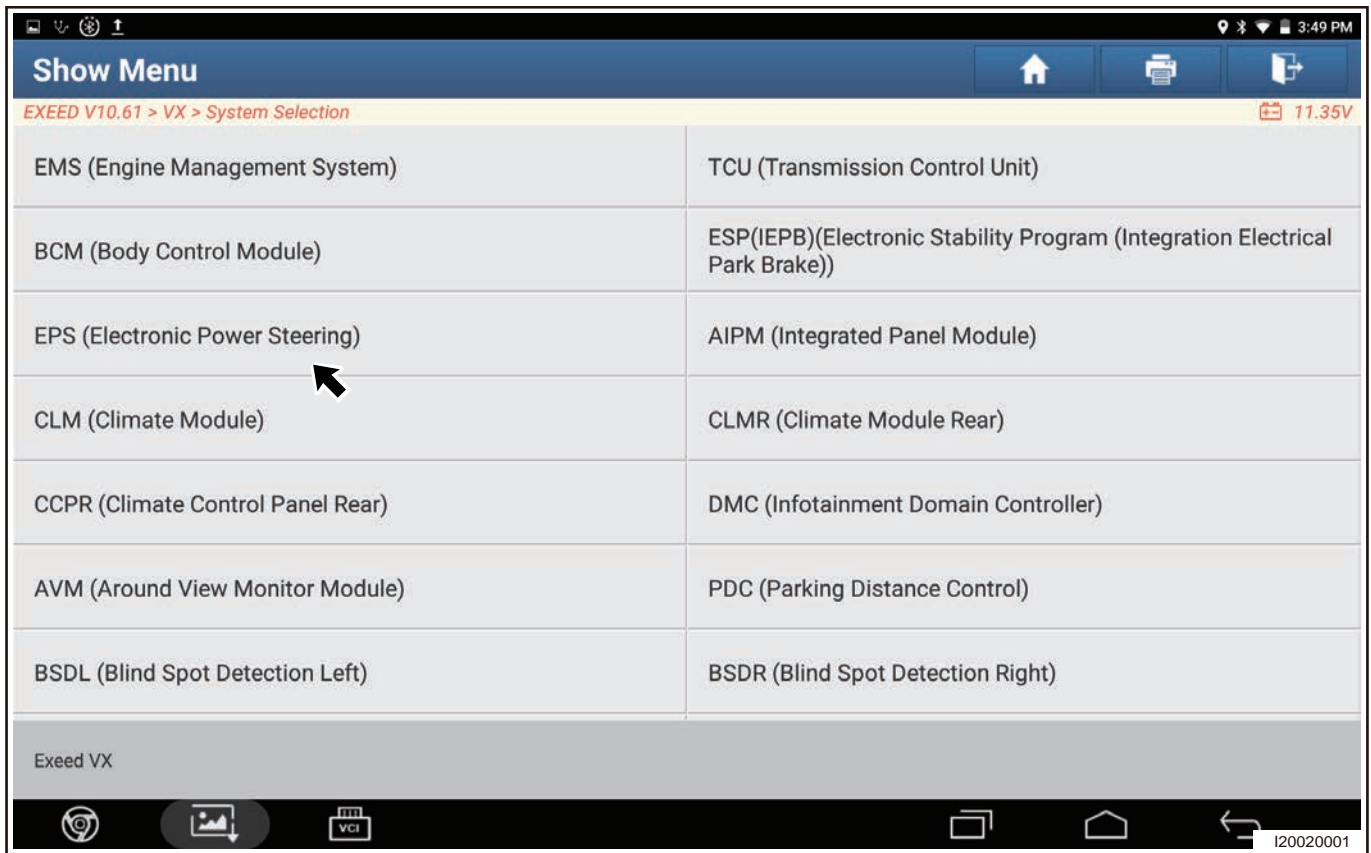 3:49 PM
Show Menu
EXEED V10.61 > VX > System Selection
11.35V
EMS (Engine Management System)
TCU (Transmission Control Unit)
BCM (Body Control Module)
ESP(IEPB)(Electronic Stability Program (Integration Electrical
Park Brake))
EPS (Electronic Power Steering)
AIPM (Integrated Panel Module)
CLM (Climate Module)
CLMR (Climate Module Rear)
CCPR (Climate Control Panel Rear)
DMC (Infotainment Domain Controller)
AVM (Around View Monitor Module)
PDC (Parking Distance Control)
BSDL (Blind Spot Detection Left)
BSDR (Blind Spot Detection Right)
Exeed VX
VCI
I20020001